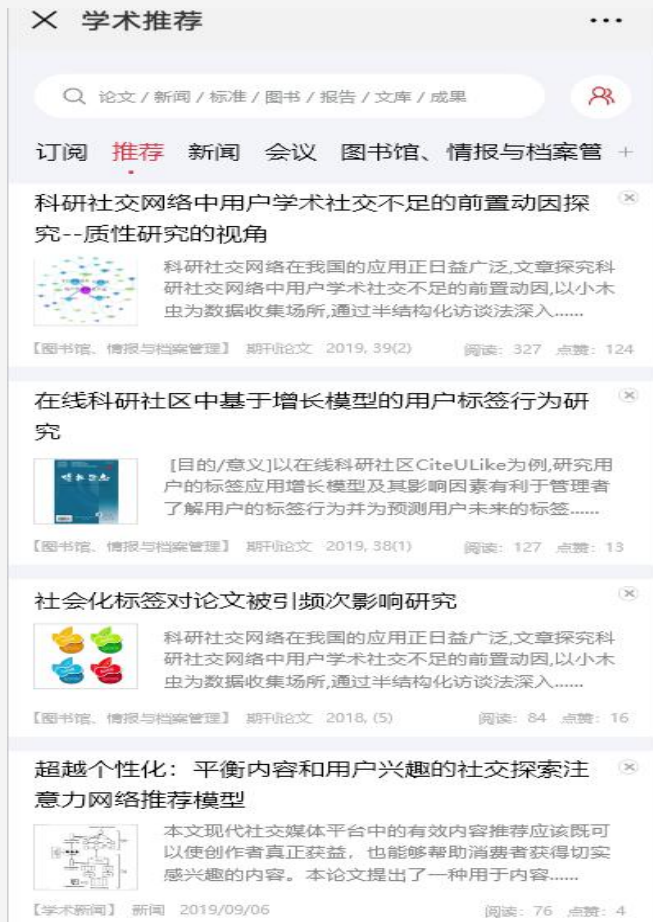 学术推荐
论文 / 新闻 / 标准 / 图书 / 报告 / 文库 / 成果
订阅 推荐 新闻 会议 图书馆、情报与档案管 +
科研社交网络中用户学术社交不足的前置动因探
究--质性研究的视角
科研社交网络在我国的应用正日益广泛,文章探究科
研社交网络中用户学术社交不足的前置动因,以小木
虫为数据收集场所,通过半结构化访谈法深入......
【图书馆、情报与档案管理】 期刊论文 2019, 39(2) 阅读: 327 点赞: 124
在线科研社区中基于增长模型的用户标签行为研
究
[目的/意义]以在线科研社区CiteULike为例,研究用
户的标签应用增长模型及其影响因素有利于管理者
了解用户的标签行为并为预测用户未来的标签......
【图书馆、情报与档案管理】 期刊论文 2019, 38(1) 阅读: 127 点赞: 13
社会化标签对论文被引频次影响研究
科研社交网络在我国的应用正日益广泛,文章探究科
研社交网络中用户学术社交不足的前置动因,以小木
虫为数据收集场所,通过半结构化访谈法深入......
【图书馆、情报与档案管理】 期刊论文 2018, (5) 阅读: 84 点赞: 16
超越个性化：平衡内容和用户兴趣的社交探索注
意力网络推荐模型
本文现代社交媒体平台中的有效内容推荐应该既可
以使创作者真正获益，也能够帮助消费者获得切实
感兴趣的内容。本论文提出了一种用于内容......
【学术新闻】 新闻 2019/09/06 阅读: 76 点赞: 4